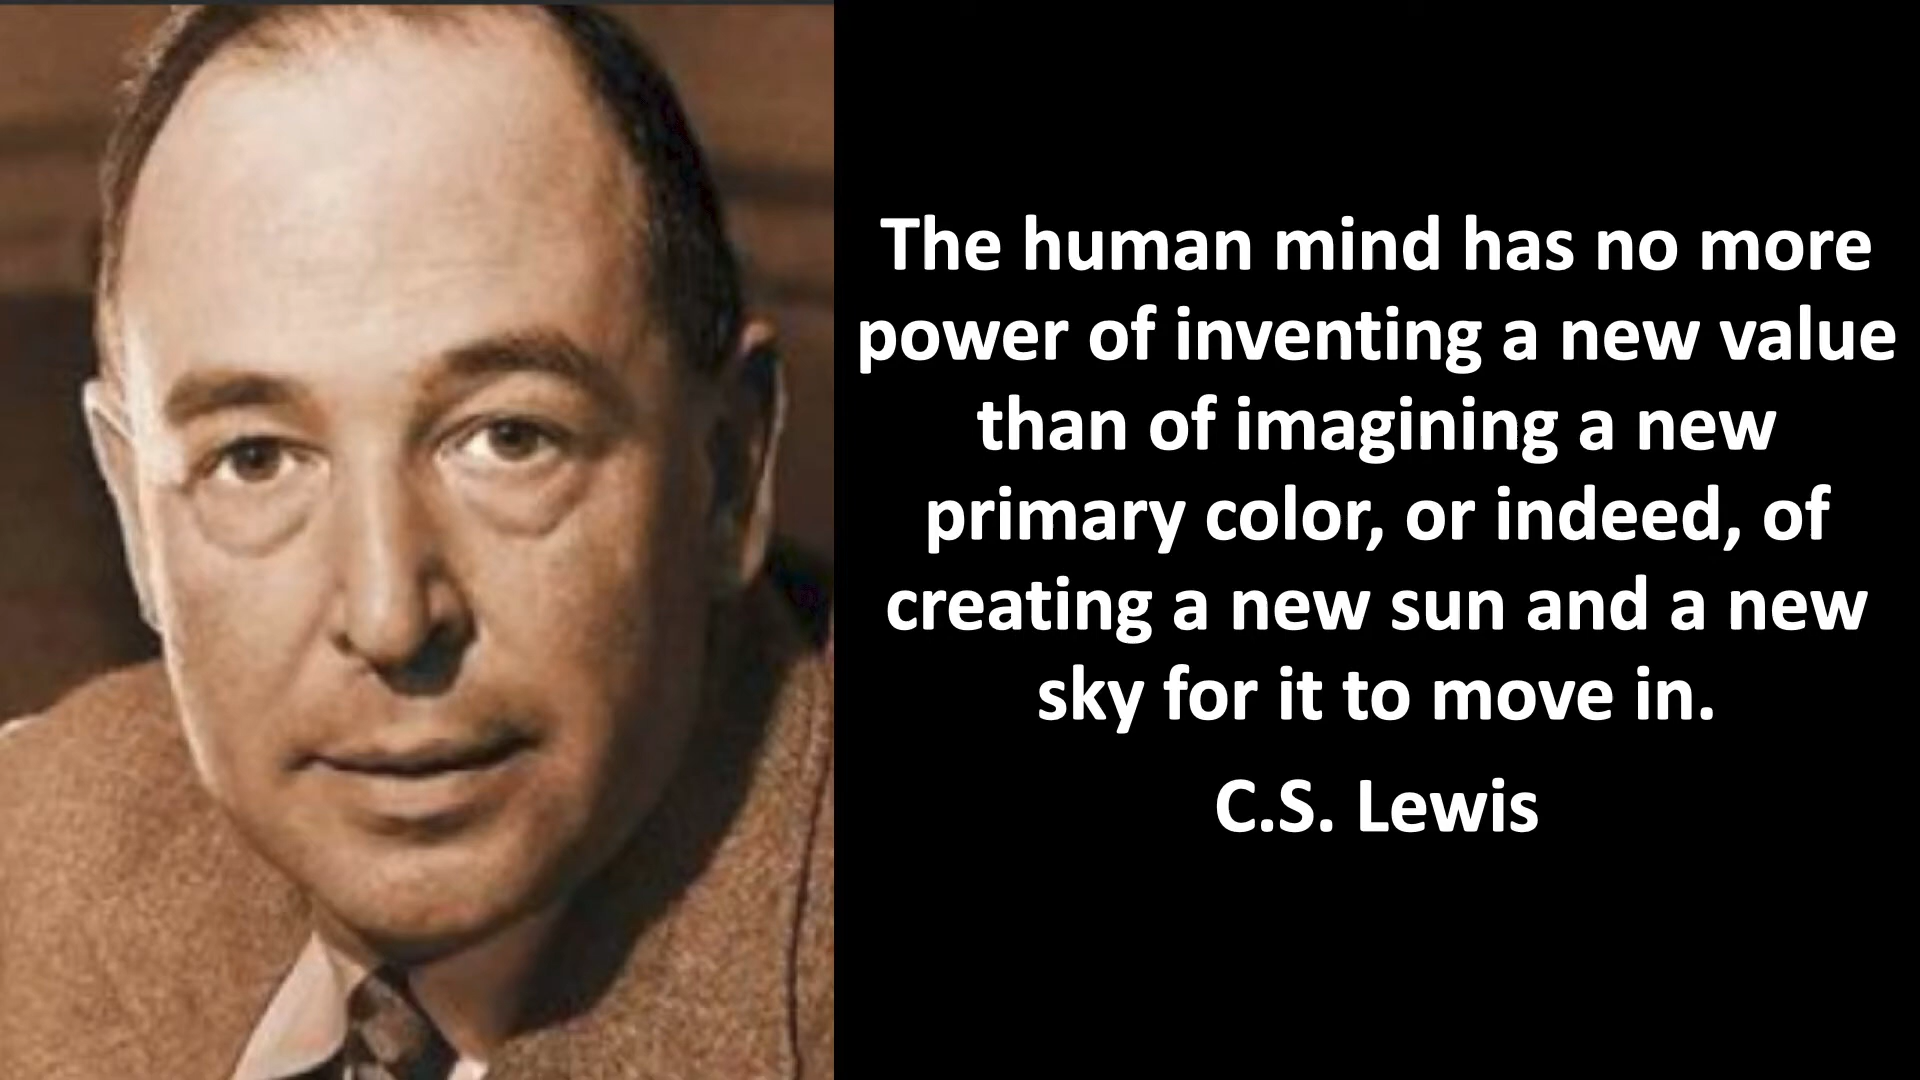 The human mind has no more
power of inventing a new value
than of imagining a new
primary color, or indeed, of
creating a new sun and a new
sky for it to move in.
C.S. Lewis